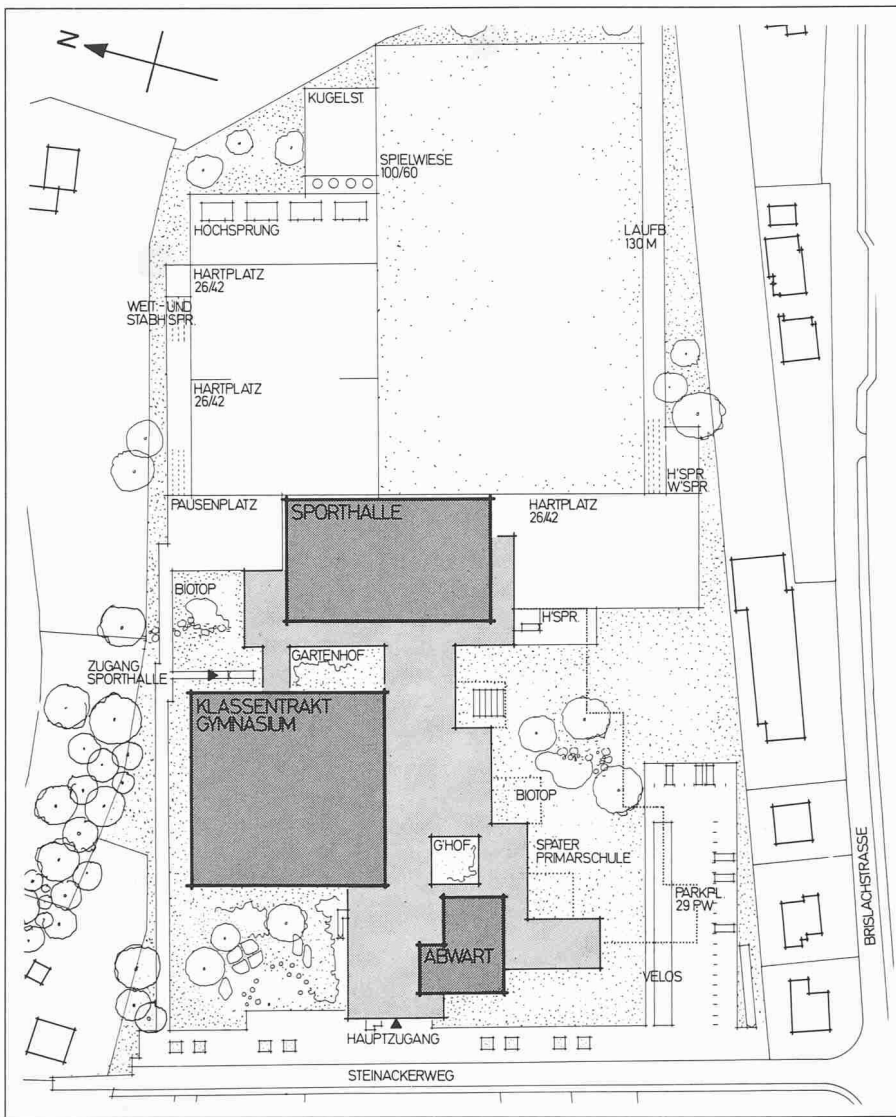 N
KUGELST.
SPIELWIESE
100/60
HOCHSPRUNG
LAUFB.
130 M
HARTPLATZ
26/42
WEIT.- UND
STABHSPR.
HARTPLATZ
26/42
H'SPR.
W'SPR.
PAUSENPLATZ
SPORTHALLE
HARTPLATZ
26/42
BIOTOP
H'SPR.
GARTENHOF
ZUGANG
SPORTHALLE
KLASSENTRAKT
GYMNASIUM
BIOTOP
G'HOF
SPÄTER
PRIMARSCHULE
PARKPL.
29 PW
BRISLACHSTRASSE
ABWART
VELOS
HAUPTZUGANG
STEINACKERWEG